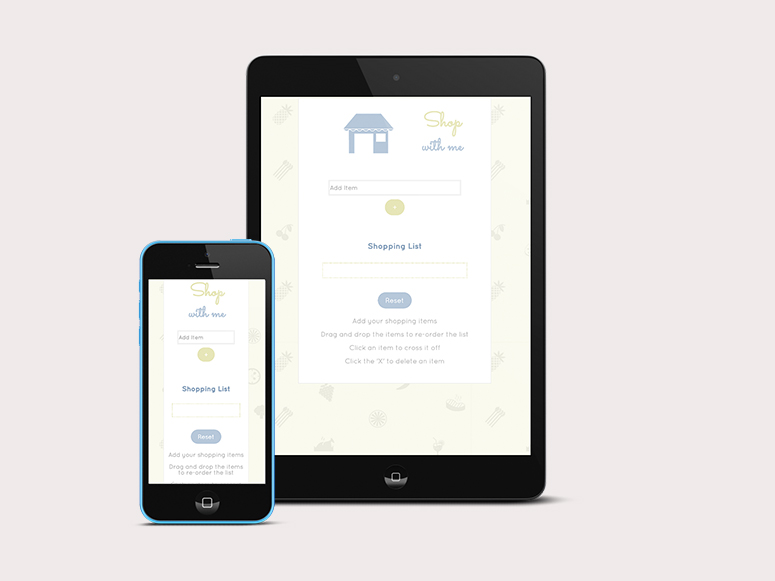 Shop
with me
Add Item
+
Shopping List
Reset
Add your shopping items
Drag and drop the items to re-order the list
Click an item to cross it off
Click the "X" to delete an item
Shop
with me
Add Item
+
Shopping List
Reset
Add your shopping items
Drag and drop the items
to re-order the list